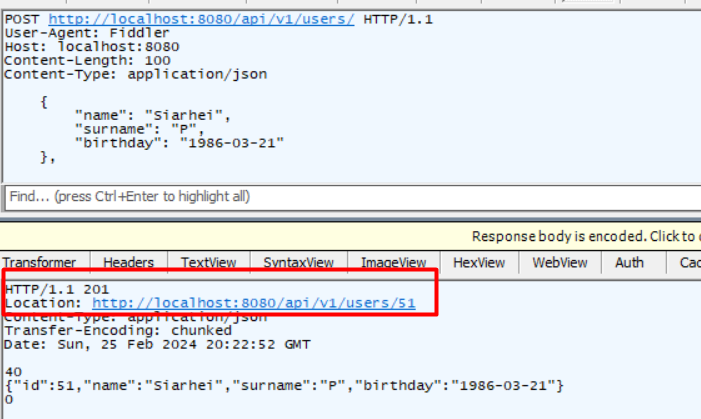 POST http://localhost:8080/api/v1/users/ HTTP/1.1
User-Agent: Fiddler
Host: localhost:8080
Content-Length: 100
Content-Type: application/json
{
"name": "Siarhei",
"surname": "P",
"birthday": "1986-03-21"
},
Find... (press Ctrl+Enter to highlight all)
Response body is encoded. Click to
Transformer Headers TextView SyntaxView ImageView HexView WebView Auth
HTTP/1.1 201
Location: http://localhost:8080/api/v1/users/51
Content-Type: application/json
Transfer-Encoding: chunked
Date: Sun, 25 Feb 2024 20:22:52 GMT
40
{"id":51,"name":"Siarhei","surname":"P","birthday":"1986-03-21"}
0